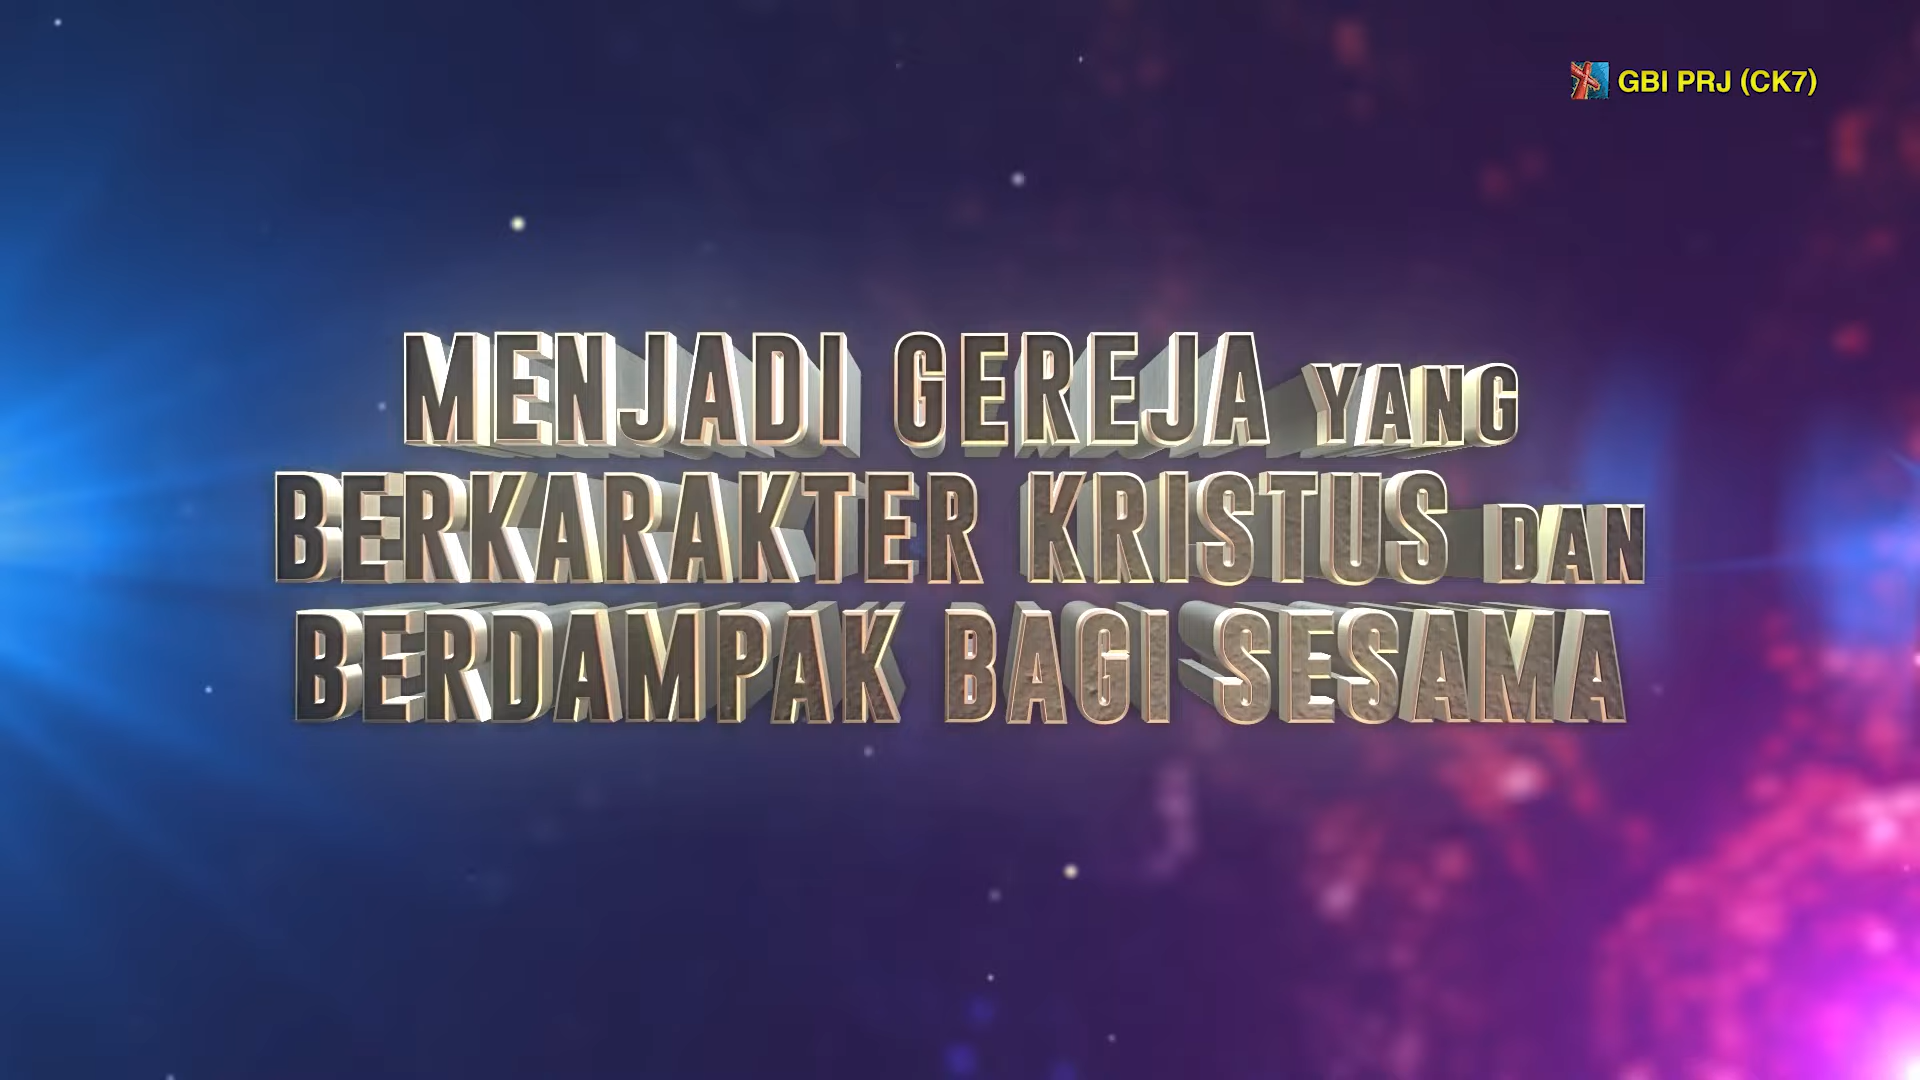 GBI PRJ (CK7)
MENJADI GEREJA YANG
BERKARAKTER KRISTUS DAN
BERDAMPAK BAGI SESAMA